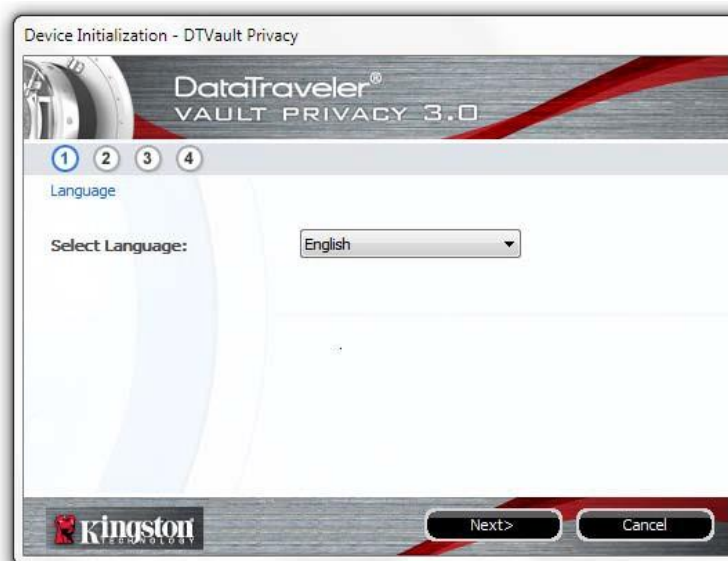 Device Initialization - DTVault Privacy
DataTraveler®
VAULT PRIVACY 3.0
1 2 3 4
Language
Select Language: English
Kingston
TECHNOLOGY
Next> Cancel